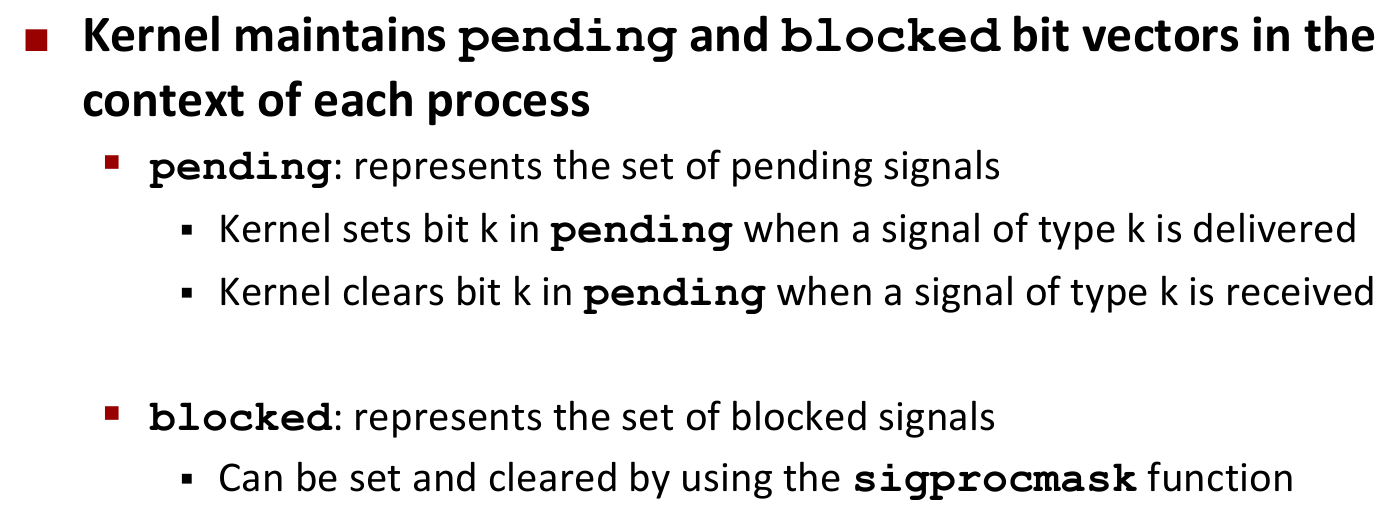 Kernel maintains pending and blocked bit vectors in the
context of each process
pending: represents the set of pending signals
Kernel sets bit k in pending when a signal of type k is delivered
Kernel clears bit k in pending when a signal of type k is received
blocked: represents the set of blocked signals
Can be set and cleared by using the sigprocmask function